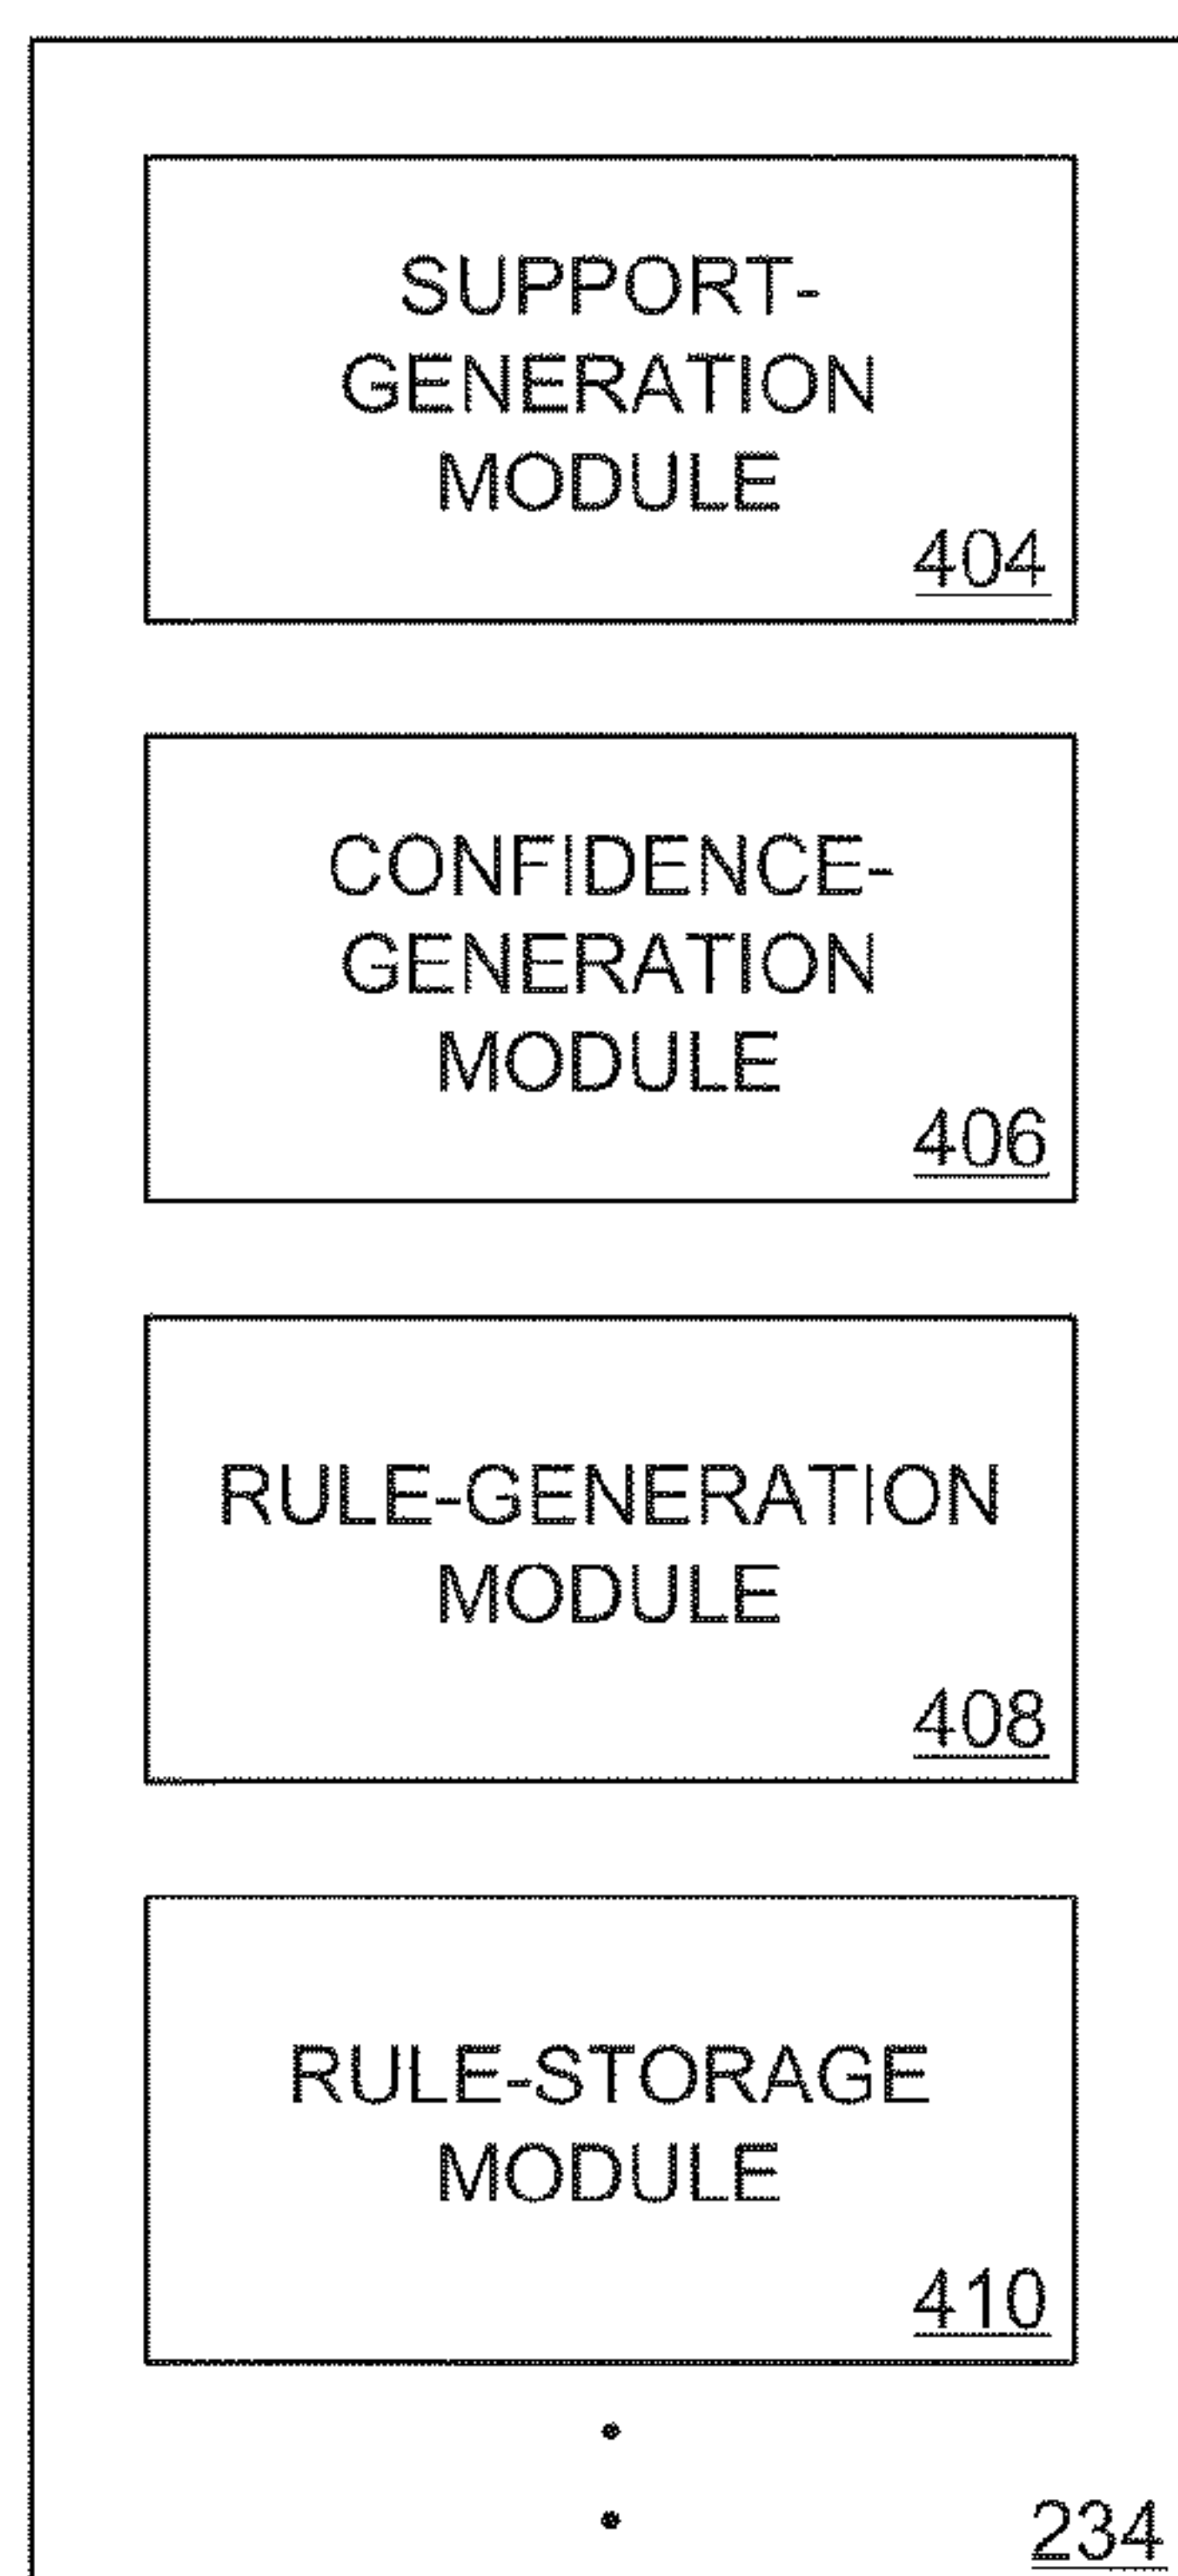 SUPPORT-
GENERATION
MODULE
404
CONFIDENCE-
GENERATION
MODULE
406
RULE-GENERATION
MODULE
408
RULE-STORAGE
MODULE
410
234